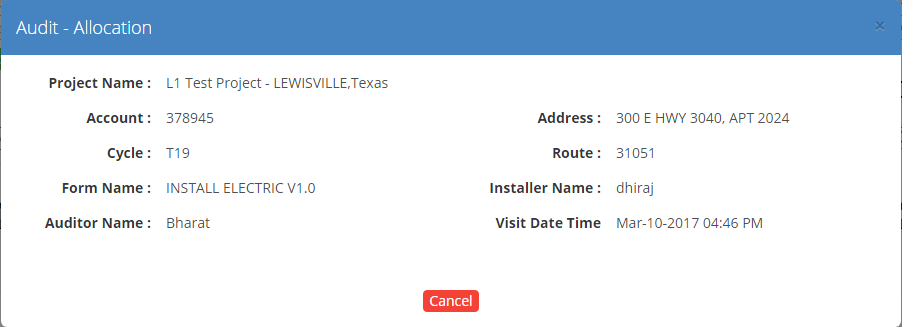 Audit - Allocation ×
Project Name : L1 Test Project - LEWISVILLE,Texas
Account : 378945 Address : 300 E HWY 3040, APT 2024
Cycle : T19 Route : 31051
Form Name : INSTALL ELECTRIC V1.0 Installer Name : dhiraj
Auditor Name : Bharat Visit Date Time Mar-10-2017 04:46 PM
Cancel